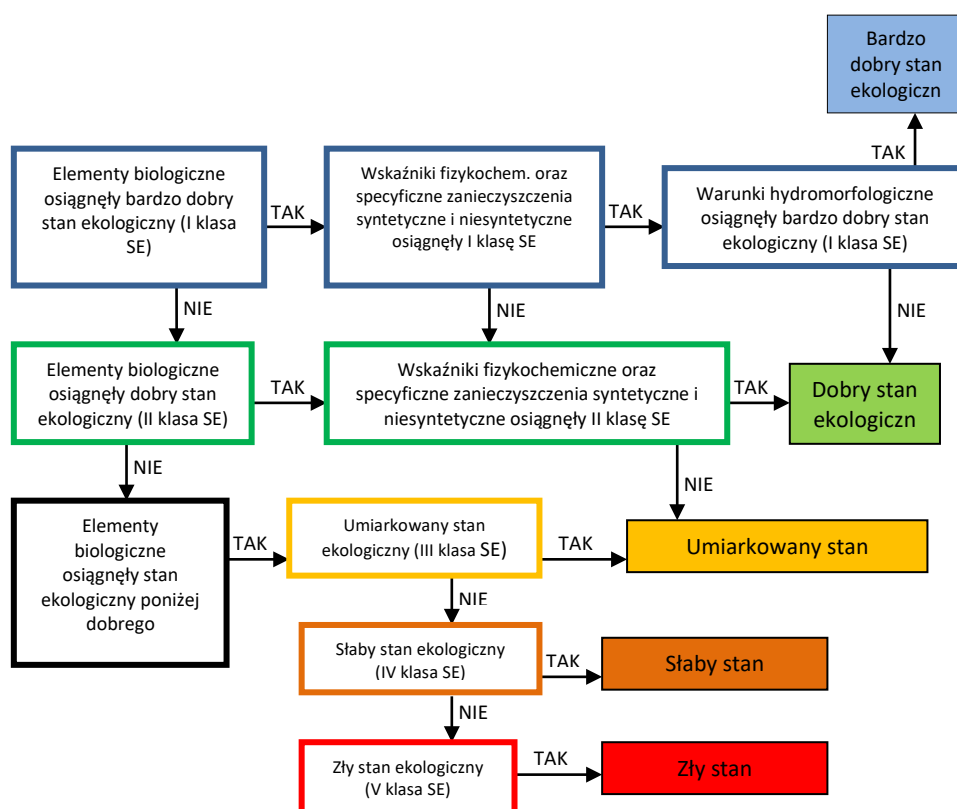 Bardzo
dobry stan
ekologiczn
TAK
Elementy biologiczne
osiągnęły bardzo dobry
stan ekologiczny (I klasa
SE)
TAK
Wskaźniki fizykochem. oraz
specyficzne zanieczyszczenia
syntetyczne i niesyntetyczne
osiągnęły I klasę SE
TAK
Warunki hydromorfologiczne
osiągnęły bardzo dobry stan
ekologiczny (I klasa SE)
NIE
NIE
NIE
Elementy biologiczne
osiągnęły dobry stan
ekologiczny (II klasa SE)
TAK
Wskaźniki fizykochemiczne oraz
specyficzne zanieczyszczenia syntetyczne i
niesyntetyczne osiągnęły II klasę SE
TAK
Dobry stan
ekologiczn
NIE
NIE
Elementy
biologiczne
osiągnęły stan
ekologiczny poniżej
dobrego
TAK
Umiarkowany stan
ekologiczny (III klasa SE)
TAK
Umiarkowany stan
NIE
Słaby stan ekologiczny
(IV klasa SE)
TAK
Słaby stan
NIE
Zły stan ekologiczny
(V klasa SE)
TAK
Zły stan